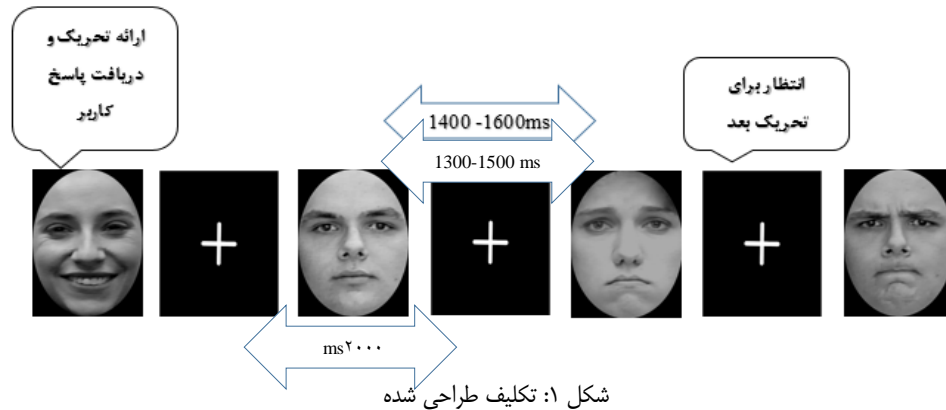 ارائه تحریک و
دریافت پاسخ
کاربر
انتظار برای
تحریک بعد
1400 -1600ms
1300-1500 ms
ms۲۰۰۰
شکل ۱: تکلیف طراحی شده